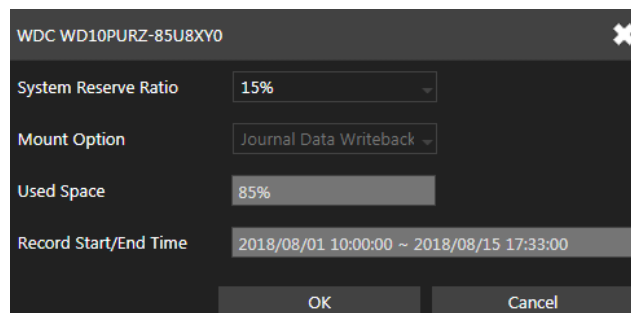 WDC WD10PURZ-85U8XY0
System Reserve Ratio 15%
Mount Option Journal Data Writeback
Used Space 85%
Record Start/End Time 2018/08/01 10:00:00 ~ 2018/08/15 17:33:00
OK Cancel